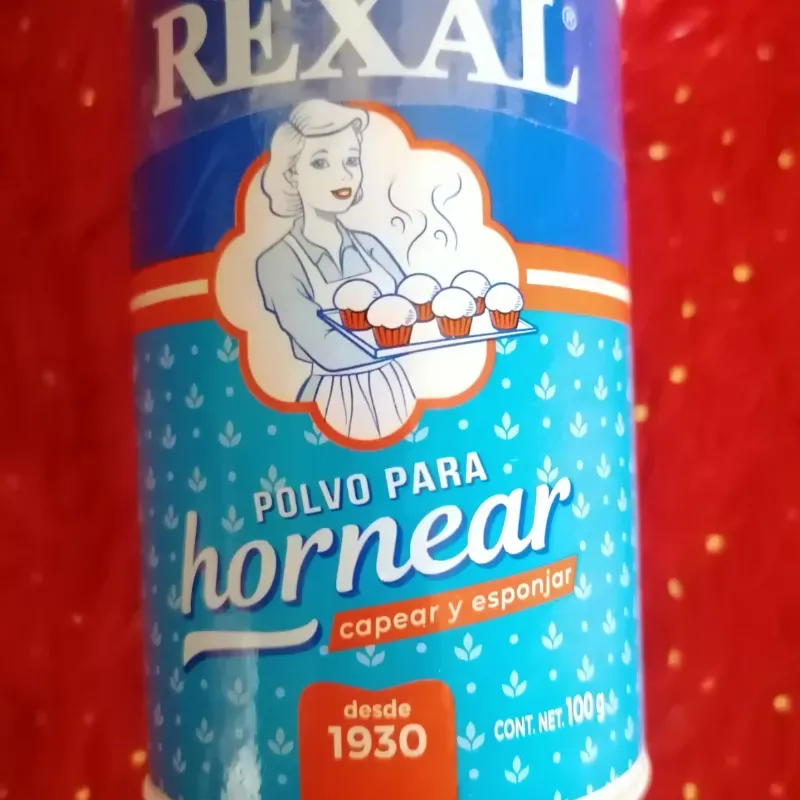 REXAL®
POLVO PARA
hornear
capear y esponjar
desde
1930
CONT. NET. 100 g